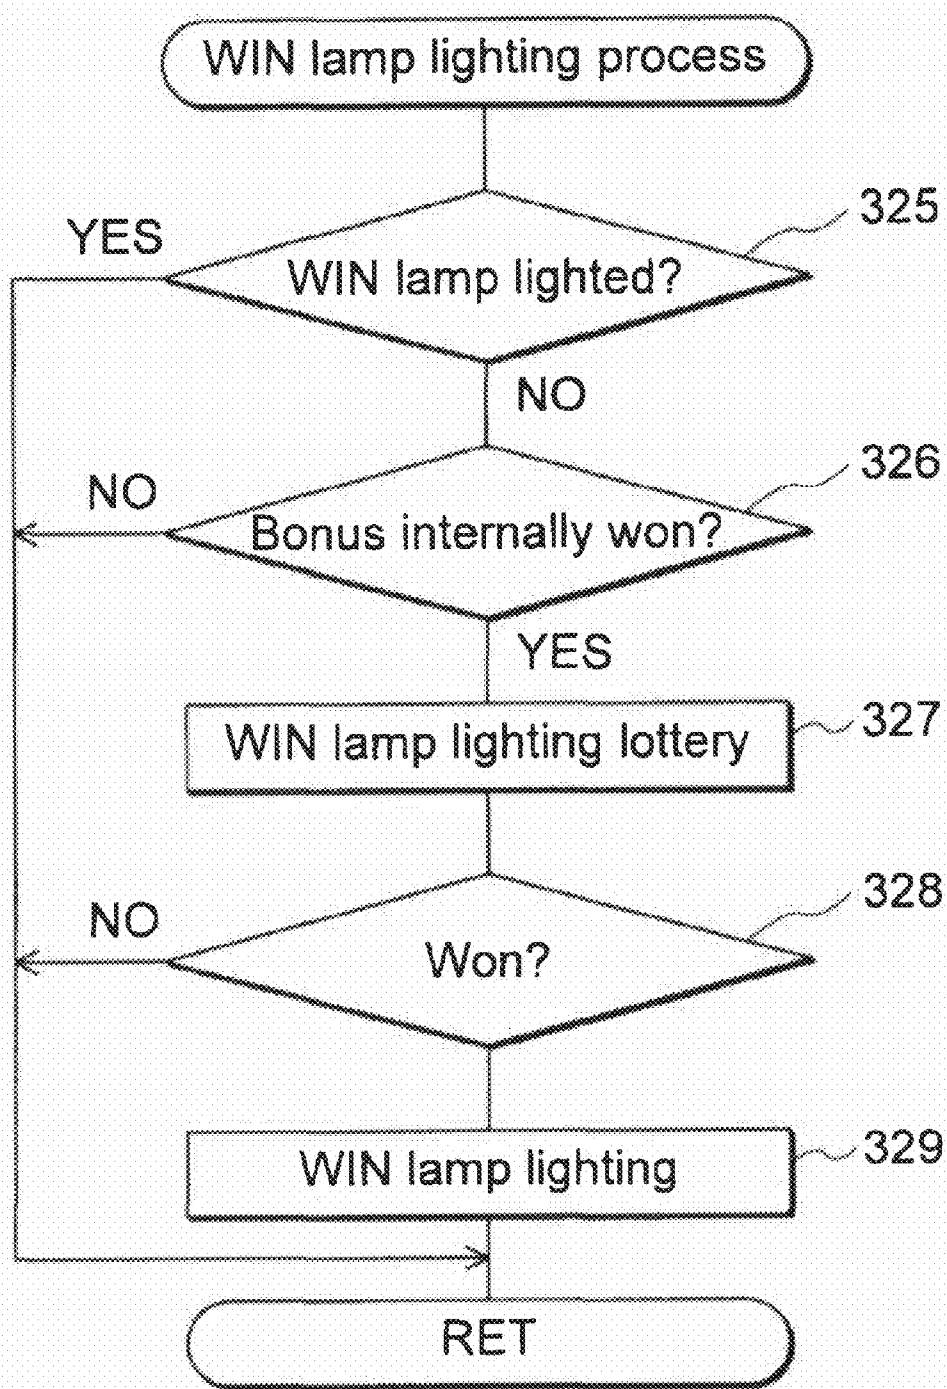 WIN lamp lighting process
325
YES
WIN lamp lighted?
NO
326
NO
Bonus internally won?
YES
327
WIN lamp lighting lottery
328
NO
Won?
329
WIN lamp lighting
RET